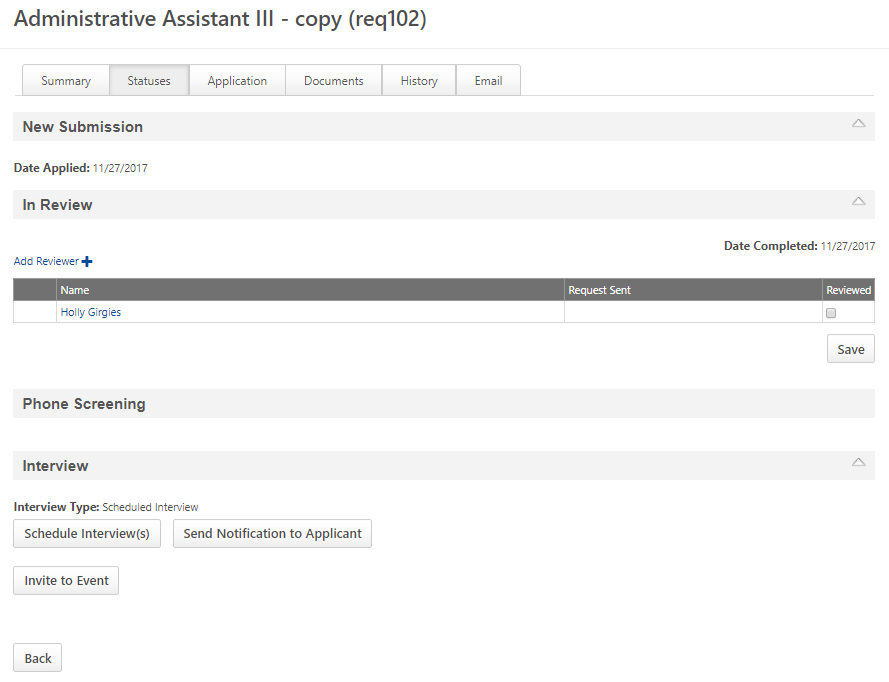 Administrative Assistant III - copy (req102)
Summary Statuses Application Documents History Email
New Submission
Date Applied: 11/27/2017
In Review
Date Completed: 11/27/2017
Add Reviewer
Name Request Sent Reviewed
Holly Girgies
Save
Phone Screening
Interview
Interview Type: Scheduled Interview
Schedule Interview(s) Send Notification to Applicant
Invite to Event
Back